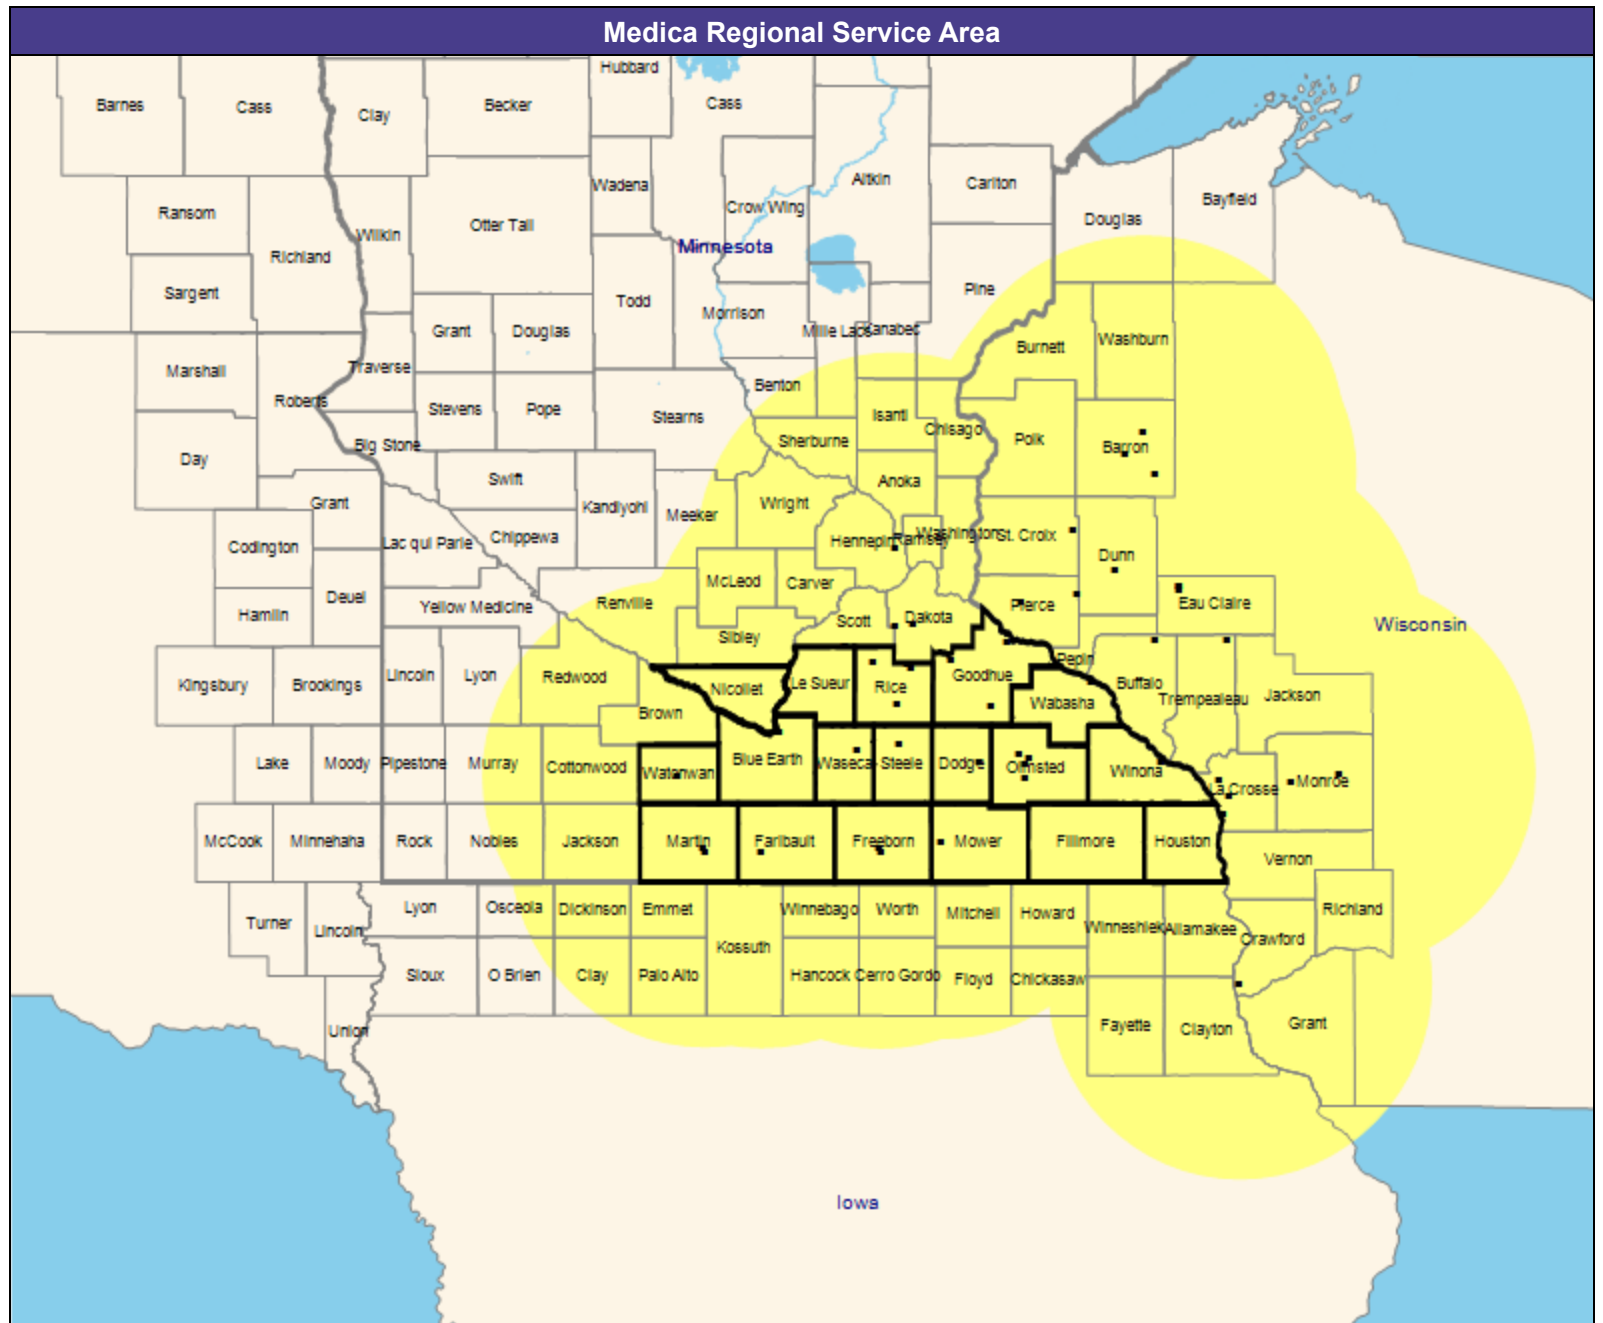 Medica Regional Service Area
Hubbard
Barnes
Cass
Clay
Becker
Cass
Wadena
Aitkin
Carlton
Ransom
Crow Wing
Bayfield
Otter Tail
Douglas
Wilkin
Minnesota
Richland
Sargent
Todd
Pine
Morrison
Grant
Douglas
Mille Lacs
Kanabec
Washburn
Burnett
Marshall
Traverse
Benton
Roberts
Stevens
Pope
Stearns
Isanti
Chisago
Sherburne
Polk
Barron
Big Stone
Day
Swift
Anoka
Grant
Kandiyohi
Meeker
Wright
Codington
Lac qui Parle
Chippewa
Hennepin
Ramsey
Washington
St. Croix
Dunn
McLeod
Carver
Deuel
Renville
Pierce
Eau Claire
Hamlin
Yellow Medicine
Scott
Dakota
Wisconsin
Sibley
Pepin
Kingsbury
Brookings
Lincoln
Lyon
Redwood
Nicollet
Le Sueur
Rice
Goodhue
Buffalo
Trempealeau
Jackson
Wabasha
Brown
Lake
Moody
Pipestone
Murray
Cottonwood
Watonwan
Blue Earth
Waseca
Steele
Dodge
Olmsted
Winona
La Crosse
Monroe
McCook
Minnehaha
Rock
Nobles
Jackson
Martin
Faribault
Freeborn
Mower
Fillmore
Houston
Vernon
Turner
Lincoln
Lyon
Osceola
Dickinson
Emmet
Winnebago
Worth
Mitchell
Howard
Winneshiek
Allamakee
Crawford
Richland
Kossuth
Sioux
O Brien
Clay
Palo Alto
Hancock
Cerro Gordo
Floyd
Chickasaw
Union
Fayette
Clayton
Grant
Iowa